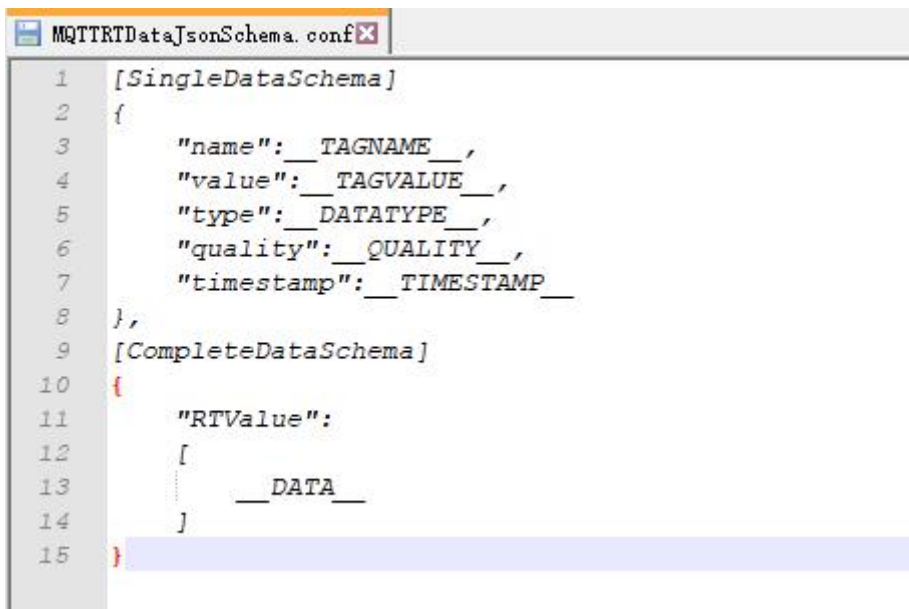 MQTTRTDataJsonSchema.conf
1 [SingleDataSchema]
2 {
3 "name":__TAGNAME__,
4 "value":__TAGVALUE__,
5 "type":__DATATYPE__,
6 "quality":__QUALITY__,
7 "timestamp":__TIMESTAMP__
8 },
9 [CompleteDataSchema]
10 {
11 "RTValue":
12 [
13 __DATA__
14 ]
15 }